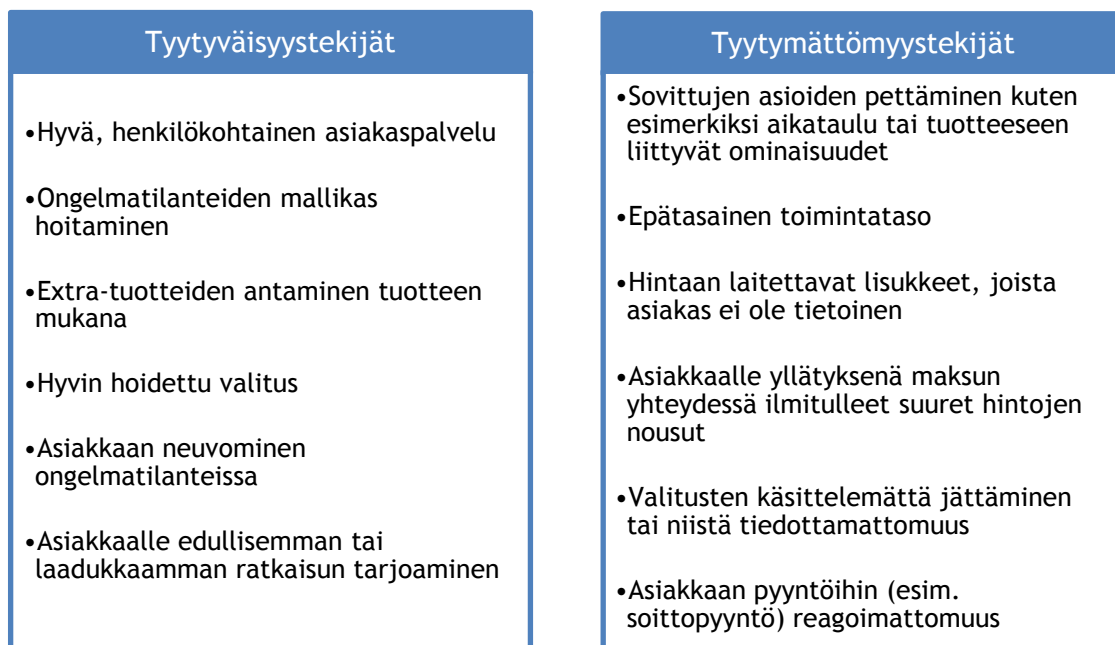 Tyytyväisyystekijät
•Hyvä, henkilökohtainen asiakaspalvelu
•Ongelmatilanteiden mallikas
hoitaminen
•Extra-tuotteiden antaminen tuotteen
mukana
•Hyvin hoidettu valitus
•Asiakkaan neuvominen
ongelmatilanteissa
•Asiakkaalle edullisemman tai
laadukkaamman ratkaisun tarjoaminen
Tyytymättömyystekijät
•Sovittujen asioiden pettäminen kuten
esimerkiksi aikataulu tai tuotteeseen
liittyvät ominaisuudet
•Epätasainen toimintataso
•Hintaan laitettavat lisukkeet, joista
asiakas ei ole tietoinen
•Asiakkaalle yllätyksenä maksun
yhteydessä ilmitulleet suuret hintojen
nousut
•Valitusten käsittelemättä jättäminen
tai niistä tiedottamattomuus
•Asiakkaan pyyntöihin (esim.
soittopyyntö) reagoimattomuus